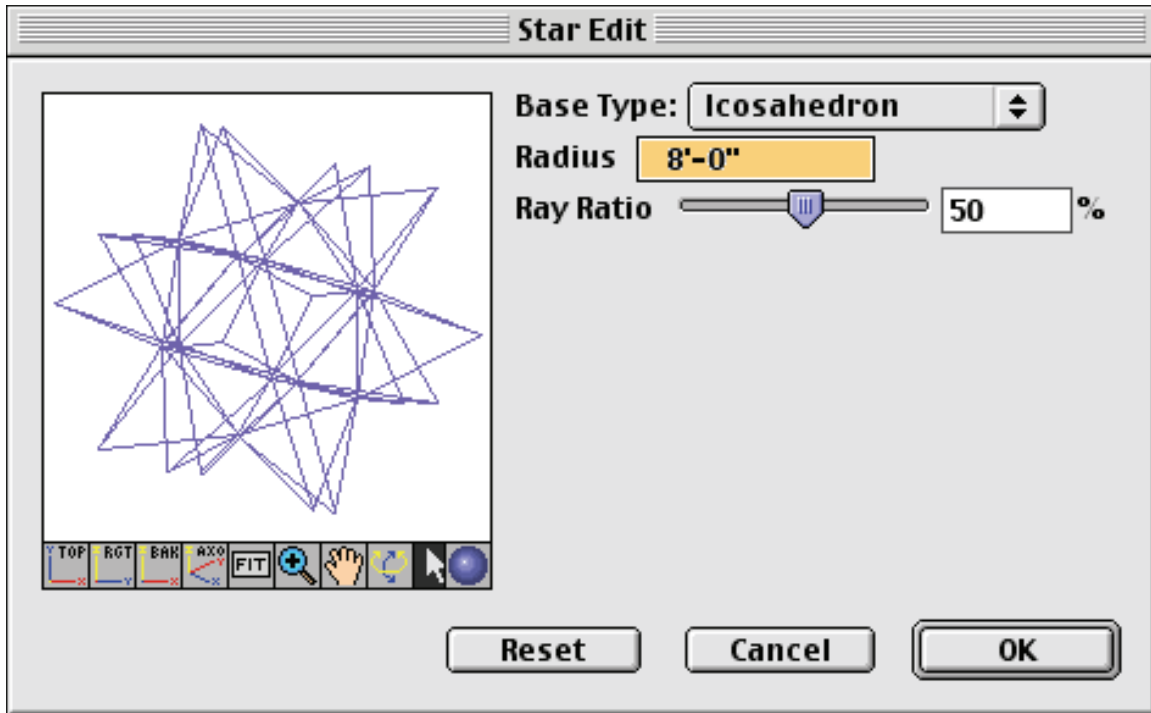 Star Edit
Base Type: Icosahedron
Radius 8'-0"
Ray Ratio 50 %
Y TOP X Z RGT Y Z BAK X Z AXO Y X FIT
Reset Cancel OK